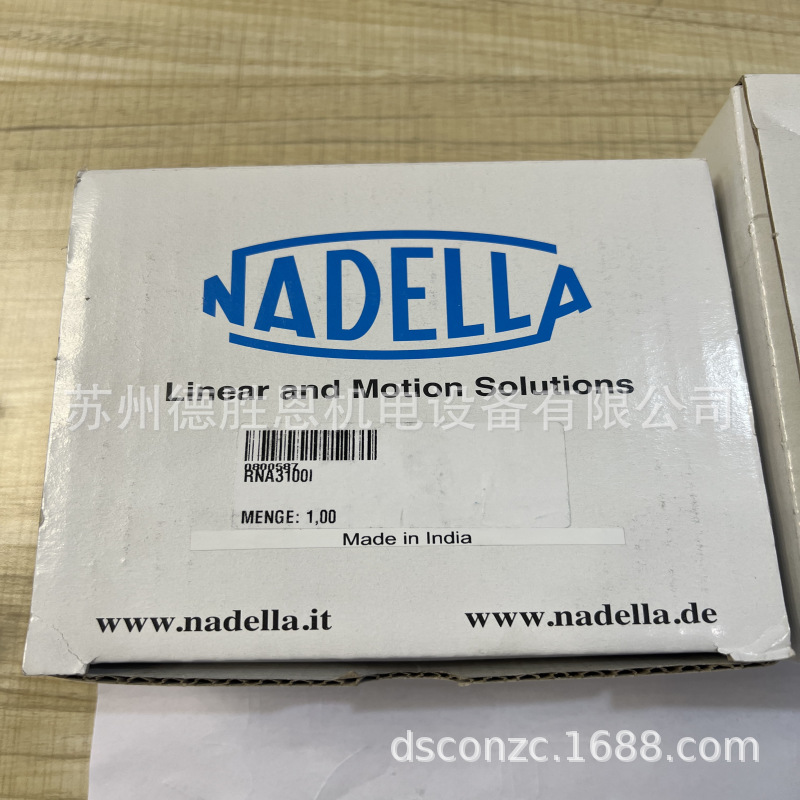 NADELLA
Linear and Motion Solutions
苏州德胜恩机电设备有限公司
0800587
RNA3100I
MENGE: 1,00
Made in India
www.nadella.it
www.nadella.de
dsconzc.1688.com